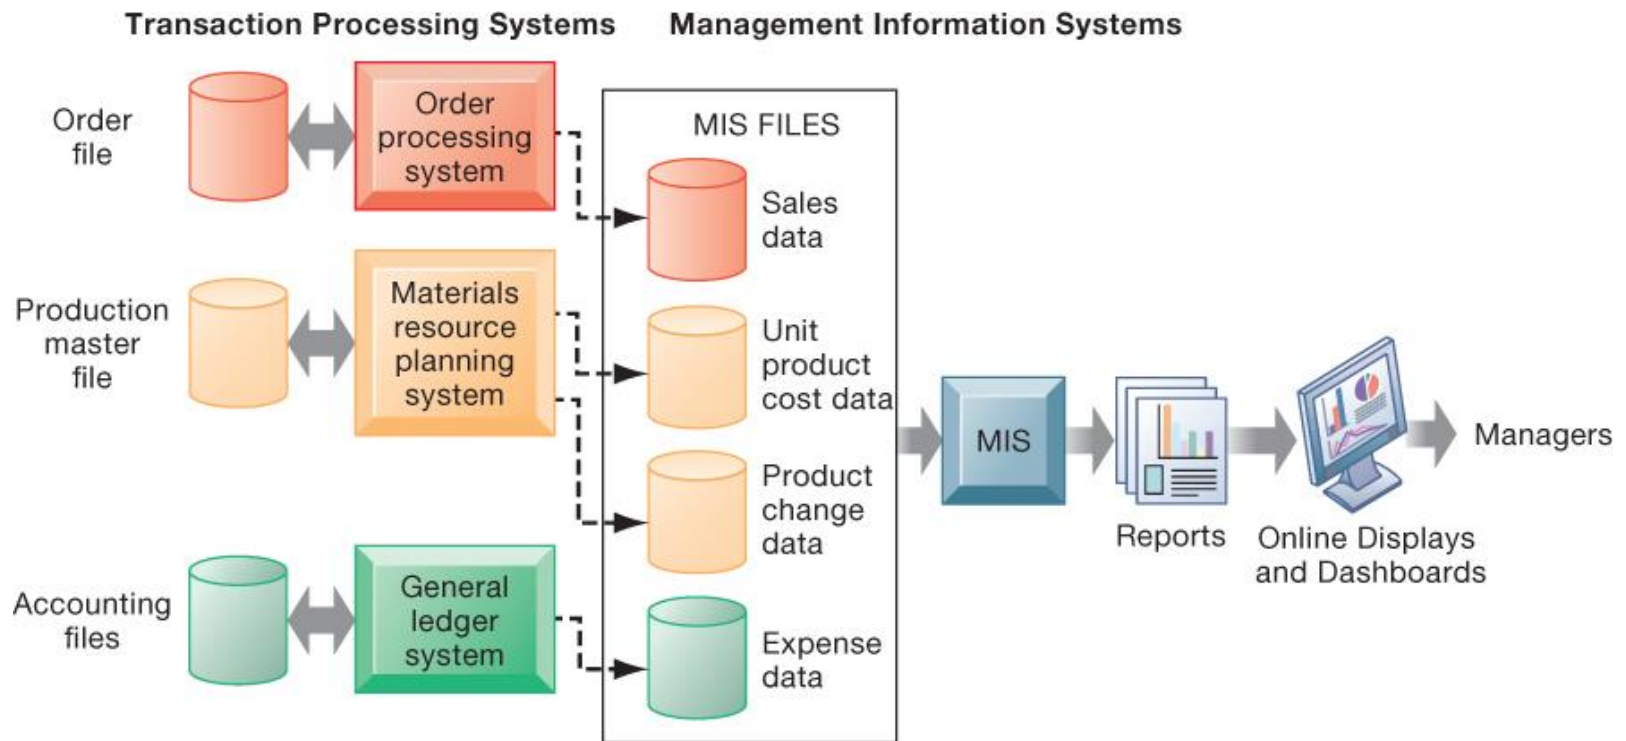 Transaction Processing Systems
Management Information Systems
Order
file
Order
processing
system
Production
master
file
Materials
resource
planning
system
Accounting
files
General
ledger
system
MIS FILES
Sales
data
Unit
product
cost data
Product
change
data
Expense
data
MIS
Reports
Online Displays
and Dashboards
Managers